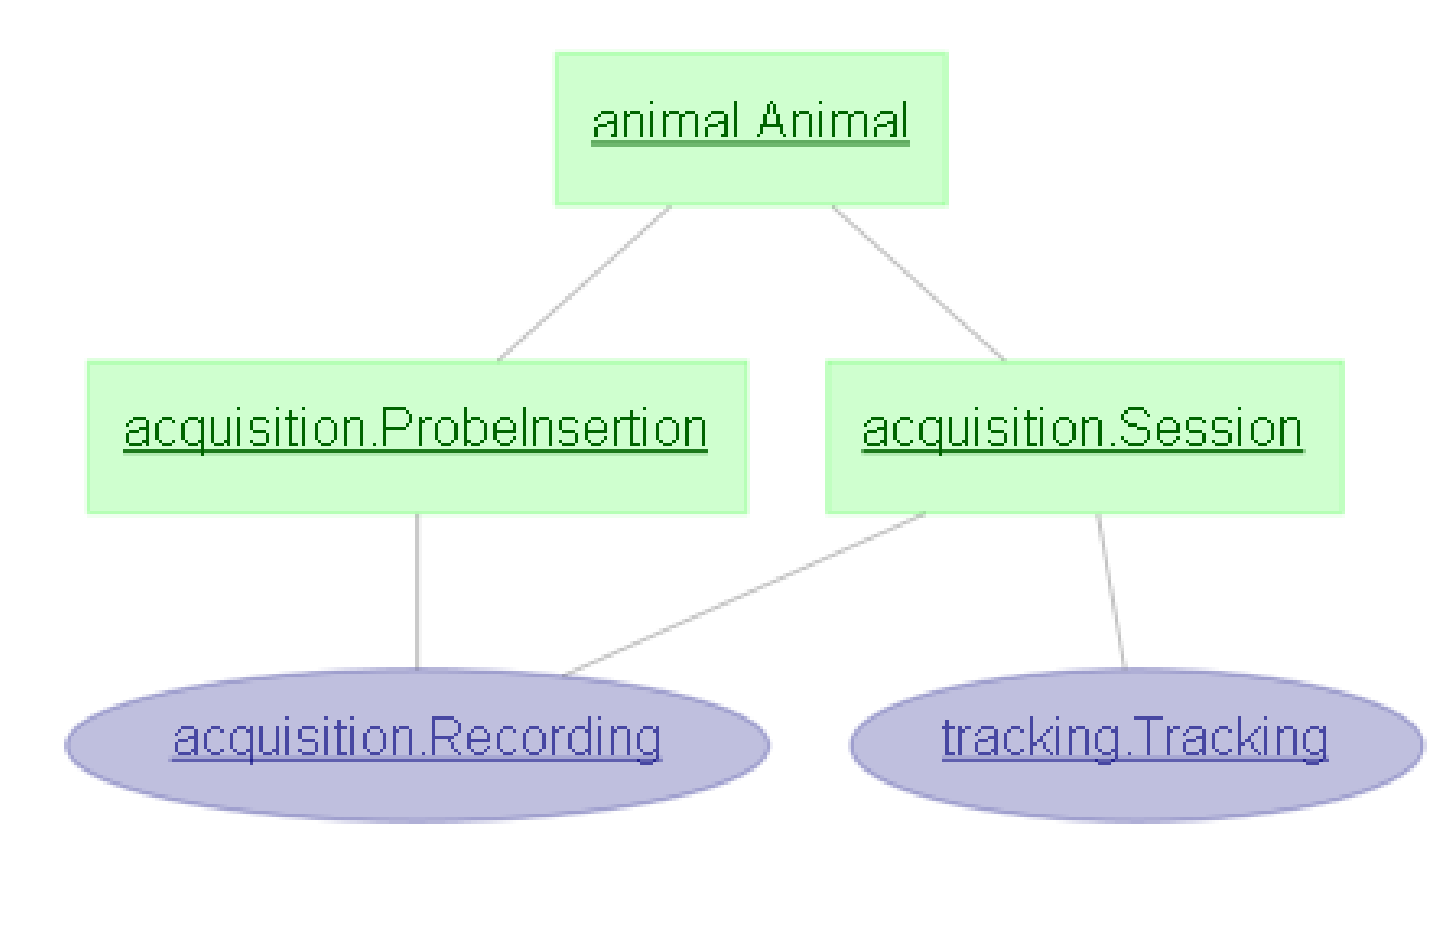 animal.Animal
acquisition.ProbeInsertion
acquisition.Session
acquisition.Recording
tracking.Tracking